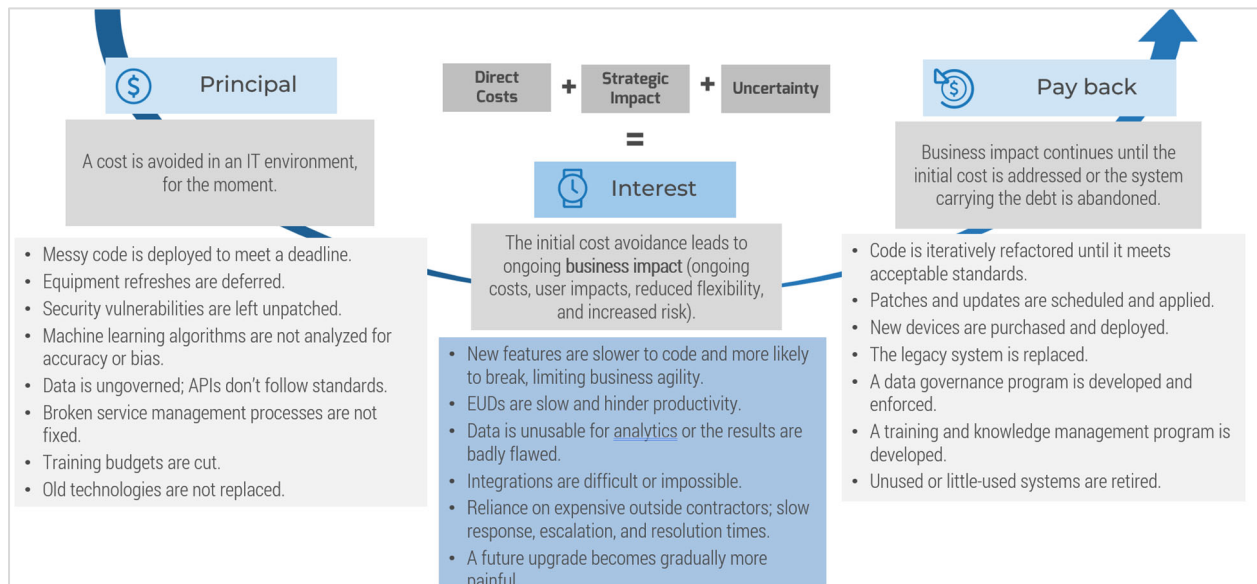 Principal
A cost is avoided in an IT environment,
for the moment.
• Messy code is deployed to meet a deadline.
• Equipment refreshes are deferred.
• Security vulnerabilities are left unpatched.
• Machine learning algorithms are not analyzed for
accuracy or bias.
• Data is ungoverned; APIs don’t follow standards.
• Broken service management processes are not
fixed.
• Training budgets are cut.
• Old technologies are not replaced.
Direct
Costs
+
Strategic
Impact
+
Uncertainty
=
Interest
The initial cost avoidance leads to
ongoing business impact (ongoing
costs, user impacts, reduced flexibility,
and increased risk).
• New features are slower to code and more likely
to break, limiting business agility.
• EUDs are slow and hinder productivity.
• Data is unusable for analytics or the results are
badly flawed.
• Integrations are difficult or impossible.
• Reliance on expensive outside contractors; slow
response, escalation, and resolution times.
• A future upgrade becomes gradually more
painful
Pay back
Business impact continues until the
initial cost is addressed or the system
carrying the debt is abandoned.
• Code is iteratively refactored until it meets
acceptable standards.
• Patches and updates are scheduled and applied.
• New devices are purchased and deployed.
• The legacy system is replaced.
• A data governance program is developed and
enforced.
• A training and knowledge management program is
developed.
• Unused or little-used systems are retired.